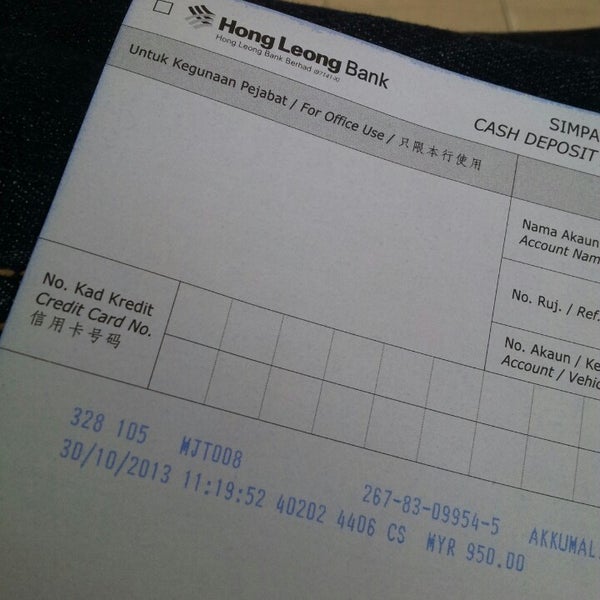 Hong Leong Bank
Hong Leong Bank Berhad (97141-X)
SIMPA
CASH DEPOSIT
Untuk Kegunaan Pejabat / For Office Use / 只限本行使用
Nama Akaun
Account Nam
No. Ruj. / Ref.
No. Akaun / Ke
Account / Vehic
No. Kad Kredit
Credit Card No.
信用卡号码
328 105 MJT008 267-83-09954-5 AKKUMAL.
30/10/2013 11:19:52 40202 4406 CS MYR 950.00